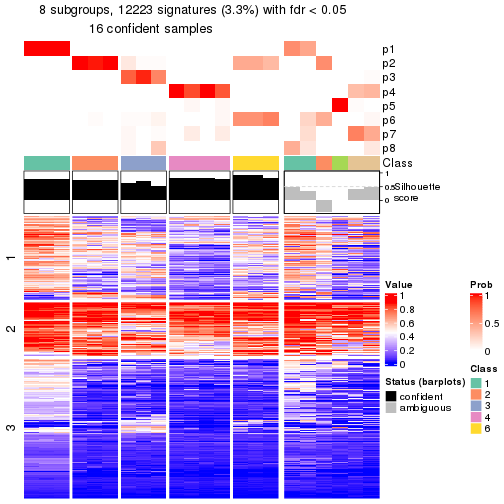 8 subgroups, 12223 signatures (3.3%) with fdr < 0.05
16 confident samples
p1
p2
p3
p4
p5
p6
p7
p8
Class
1
0.5
0
Silhouette
score
1
2
3
Value
1
0.8
0.6
0.4
0.2
0
Status (barplots)
confident
ambiguous
Prob
1
0.5
0
Class
1
2
3
4
6